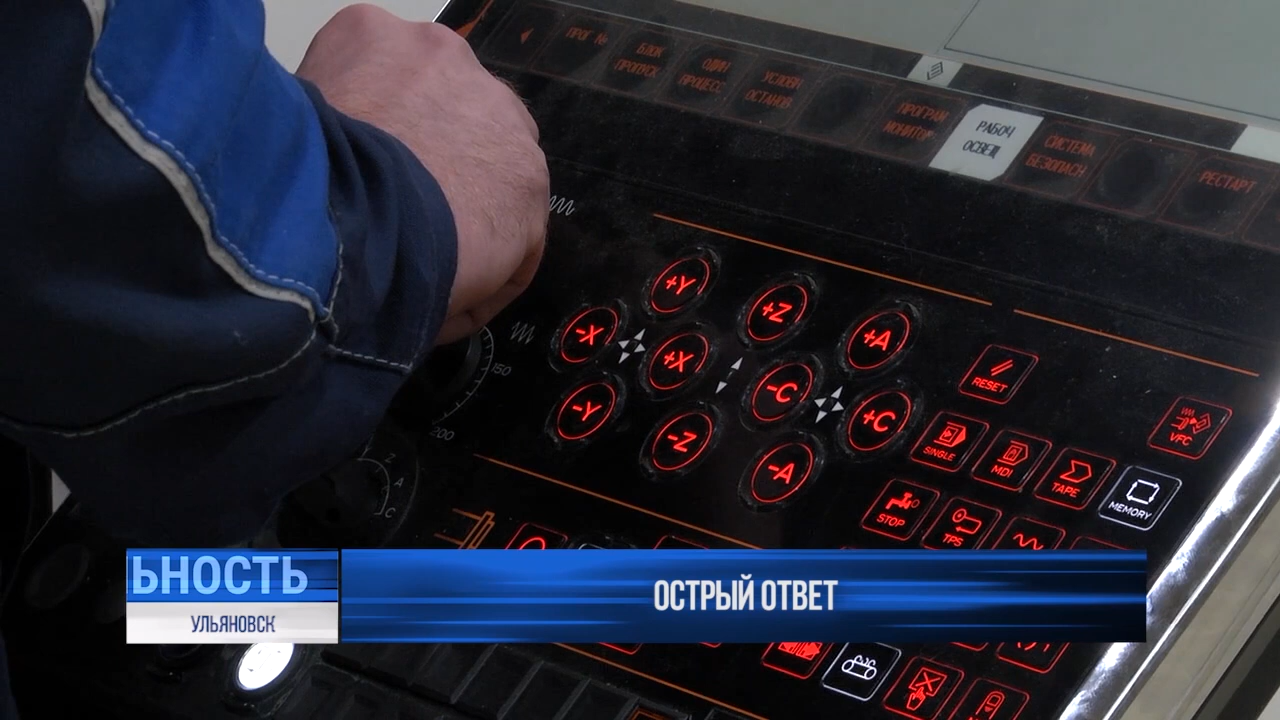 ПРОГ №
БЛОК
ПРОПУСК
ОДИН
ПРОЦЕСС
УСЛОВН
ОСТАНОВ
ПРОГРАМ
МОНИТОР
РАБОЧ
ОСВЕЩ
СИСТЕМА
БЕЗОПАСН
РЕСТАРТ
+Y
+Z
+A
-X
+X
-C
+C
-Y
-Z
-A
150
200
Z
A
C
RESET
VFC
SINGLE
MDI
TAPE
MEMORY
STOP
TPS
ЬНОСТЬ
УЛЬЯНОВСК
ОСТРЫЙ ОТВЕТ